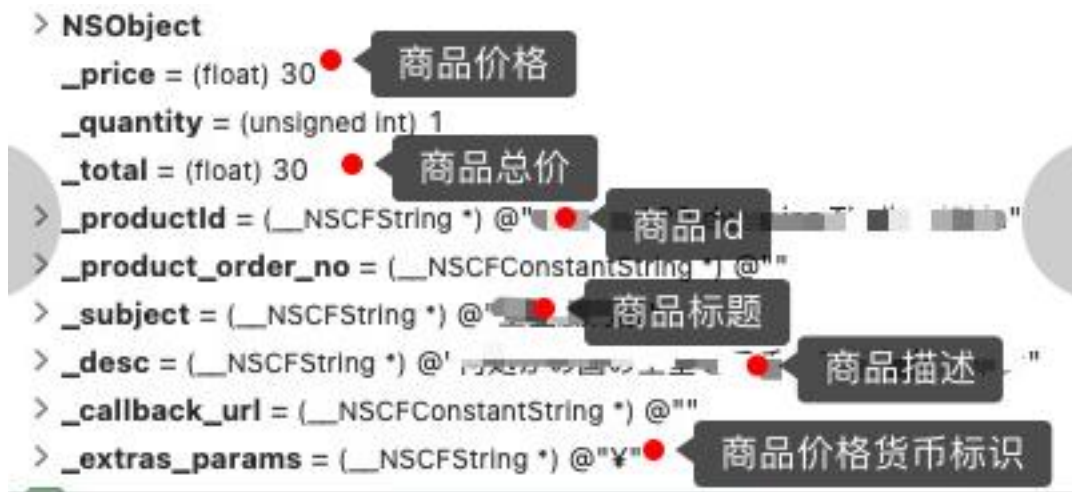 NSObject
_price = (float) 30 商品价格
_quantity = (unsigned int) 1
_total = (float) 30 商品总价
_productId = (__NSCFString *) @" 商品id "
_product_order_no = (__NSCFConstantString *) @""
_subject = (__NSCFString *) @" 商品标题
_desc = (__NSCFString *) @' 商品描述 "
_callback_url = (__NSCFConstantString *) @""
_extras_params = (__NSCFString *) @"¥" 商品价格货币标识